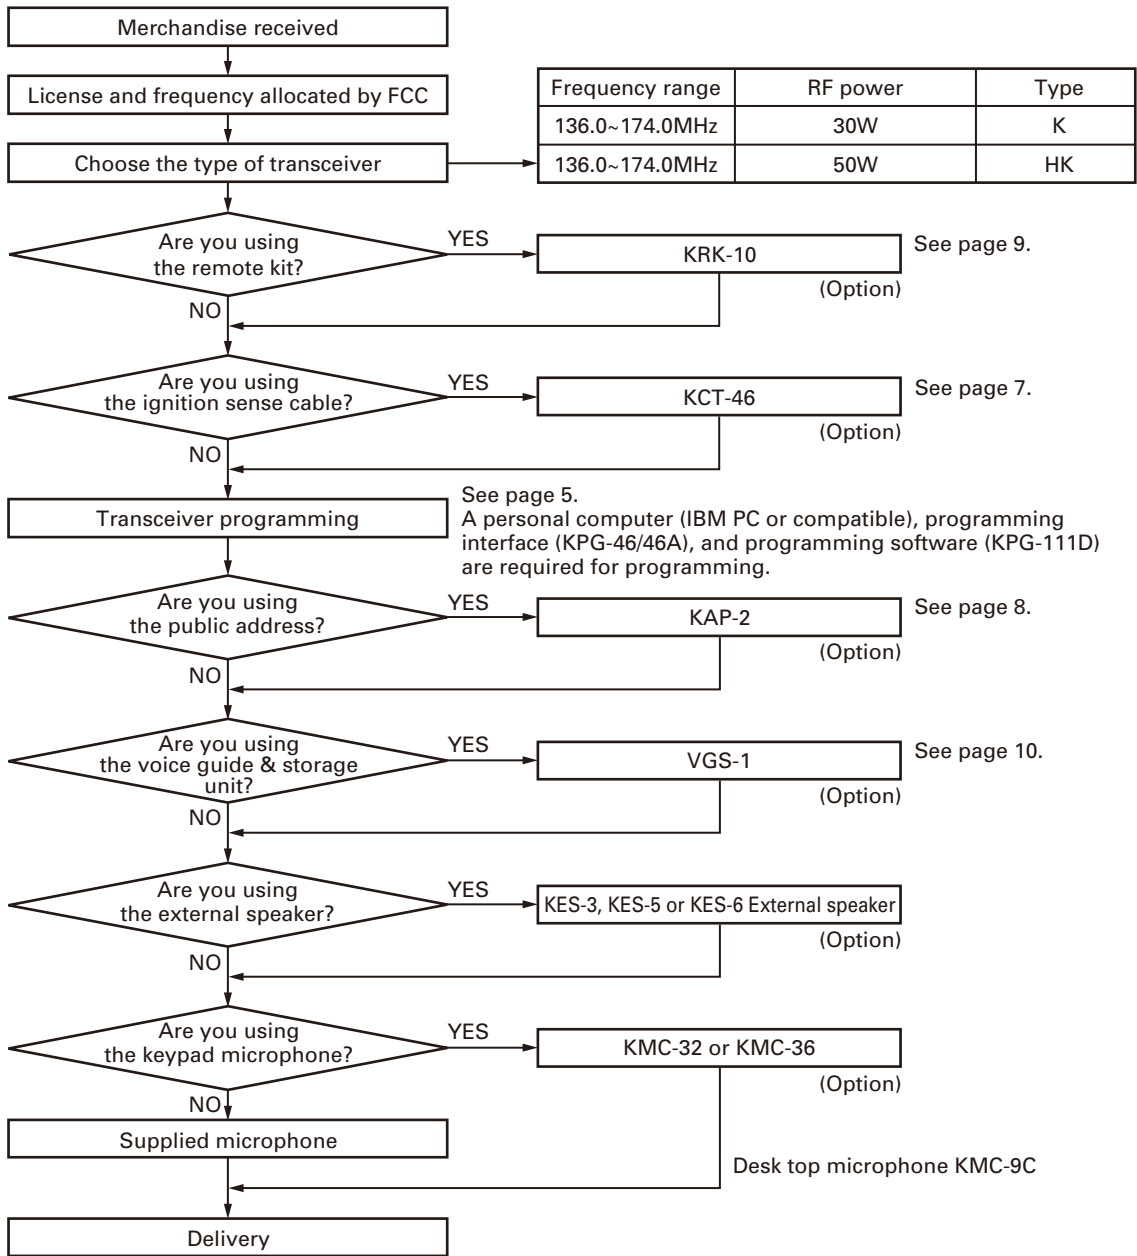 Merchandise received
License and frequency allocated by FCC
Choose the type of transceiver
Frequency range RF power Type
136.0~174.0MHz 30W K
136.0~174.0MHz 50W HK
Are you using
the remote kit?
YES
KRK-10
See page 9.
(Option)
NO
Are you using
the ignition sense cable?
YES
KCT-46
See page 7.
(Option)
NO
Transceiver programming
See page 5.
A personal computer (IBM PC or compatible), programming
interface (KPG-46/46A), and programming software (KPG-111D)
are required for programming.
Are you using
the public address?
YES
KAP-2
See page 8.
(Option)
NO
Are you using
the voice guide & storage
unit?
YES
VGS-1
See page 10.
(Option)
NO
Are you using
the external speaker?
YES
KES-3, KES-5 or KES-6 External speaker
(Option)
NO
Are you using
the keypad microphone?
YES
KMC-32 or KMC-36
(Option)
NO
Supplied microphone
Desk top microphone KMC-9C
Delivery